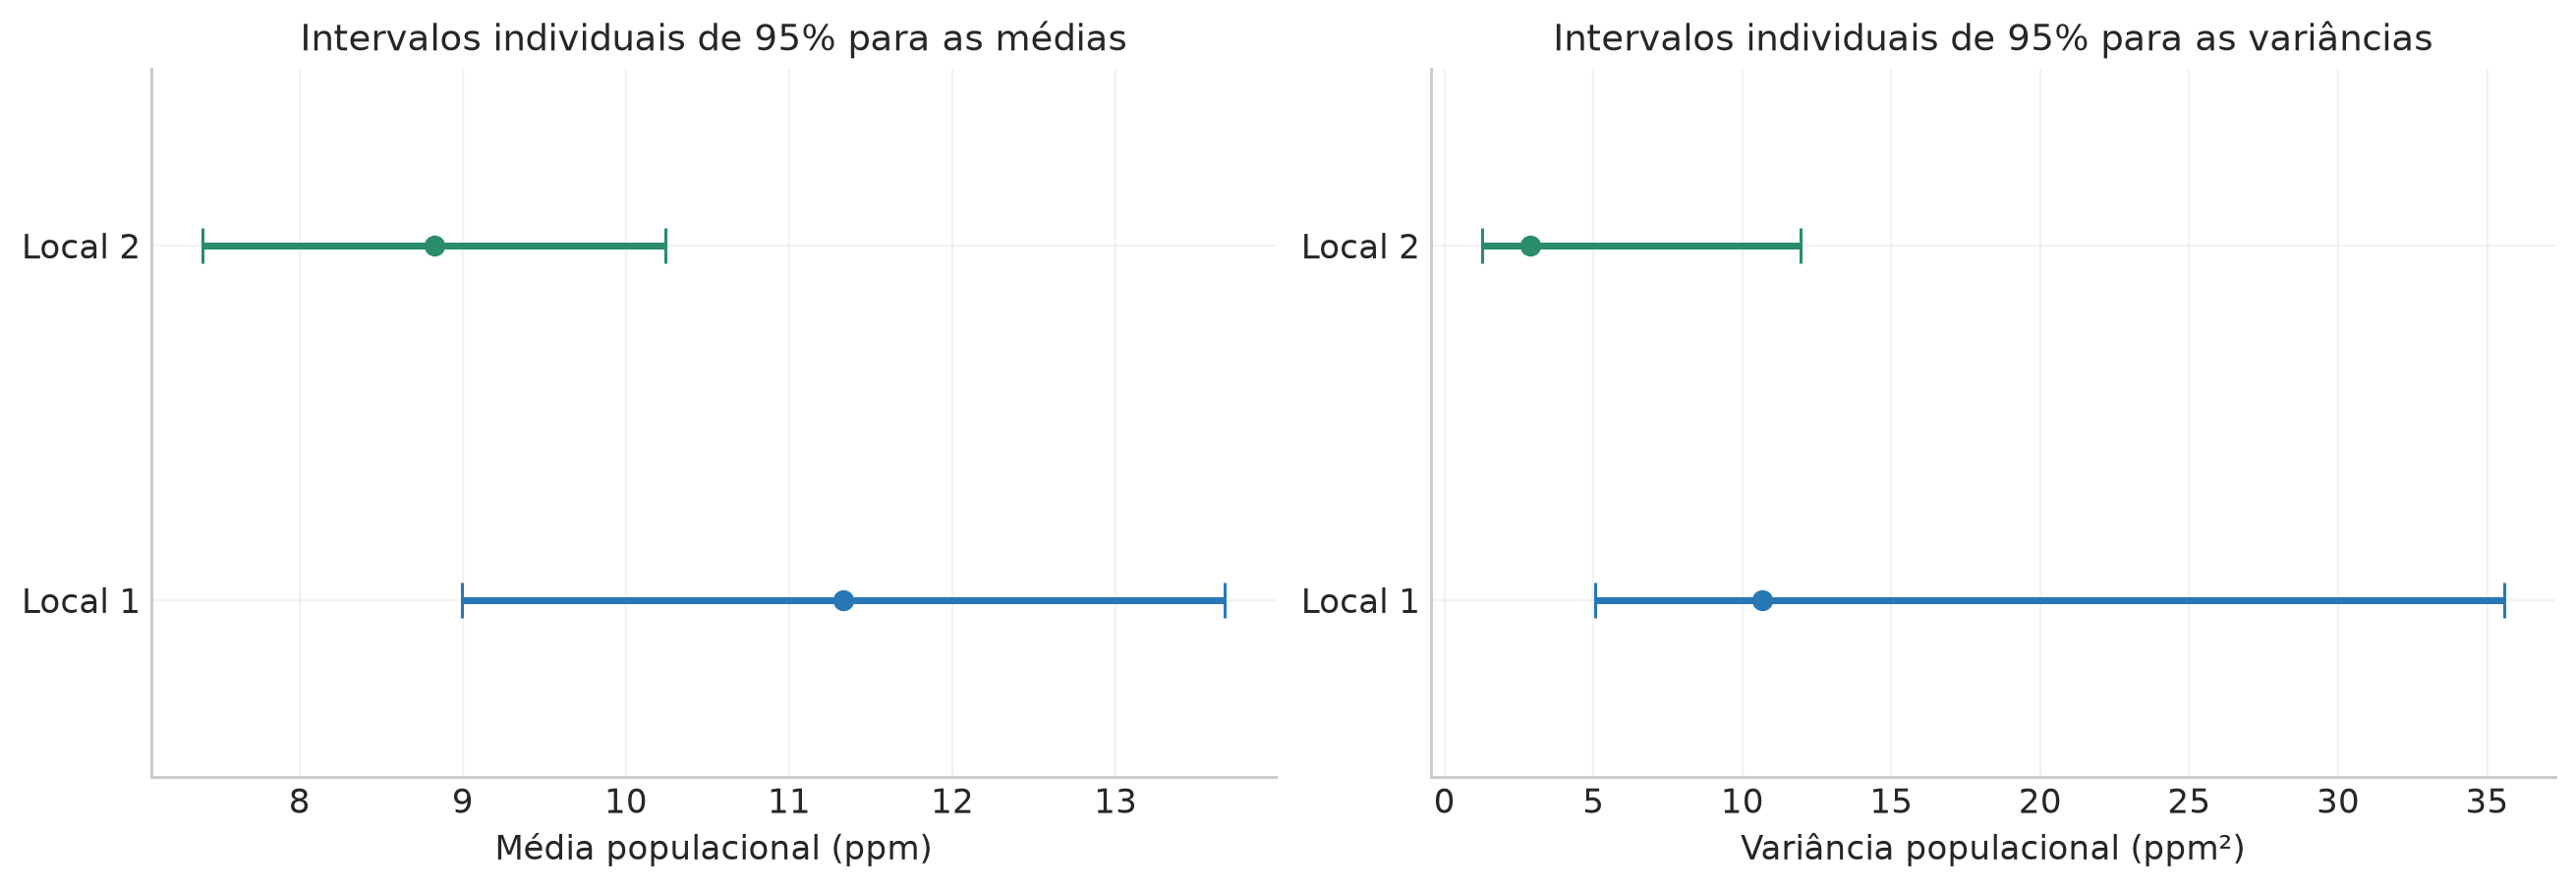 Intervalos individuais de 95% para as médias
Local 2
Local 1
8 9 10 11 12 13
Média populacional (ppm)
Intervalos individuais de 95% para as variâncias
Local 2
Local 1
0 5 10 15 20 25 30 35
Variância populacional (ppm²)